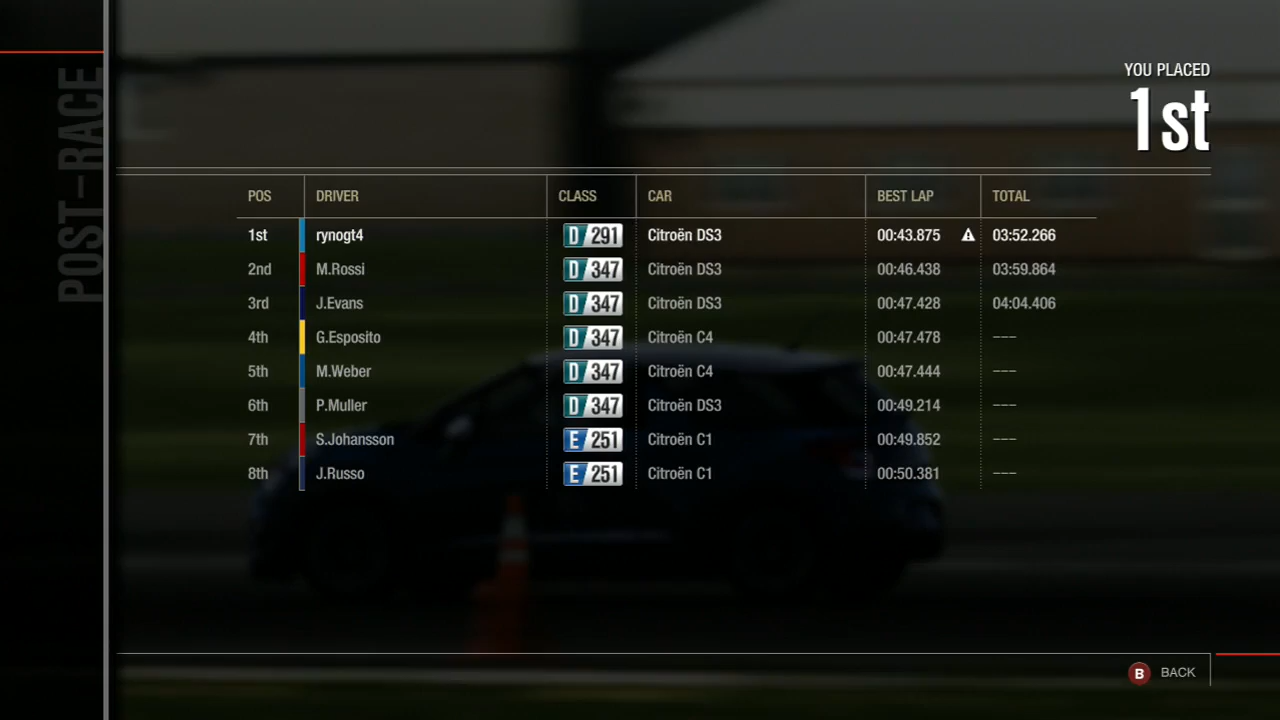 YOU PLACED
1st
POST-RACE
POS DRIVER CLASS CAR BEST LAP TOTAL
1st rynogt4 D 291 Citroën DS3 00:43.875 03:52.266
2nd M.Rossi D 347 Citroën DS3 00:46.438 03:59.864
3rd J.Evans D 347 Citroën DS3 00:47.428 04:04.406
4th G.Esposito D 347 Citroën C4 00:47.478 ---
5th M.Weber D 347 Citroën C4 00:47.444 ---
6th P.Muller D 347 Citroën DS3 00:49.214 ---
7th S.Johansson E 251 Citroën C1 00:49.852 ---
8th J.Russo E 251 Citroën C1 00:50.381 ---
B BACK